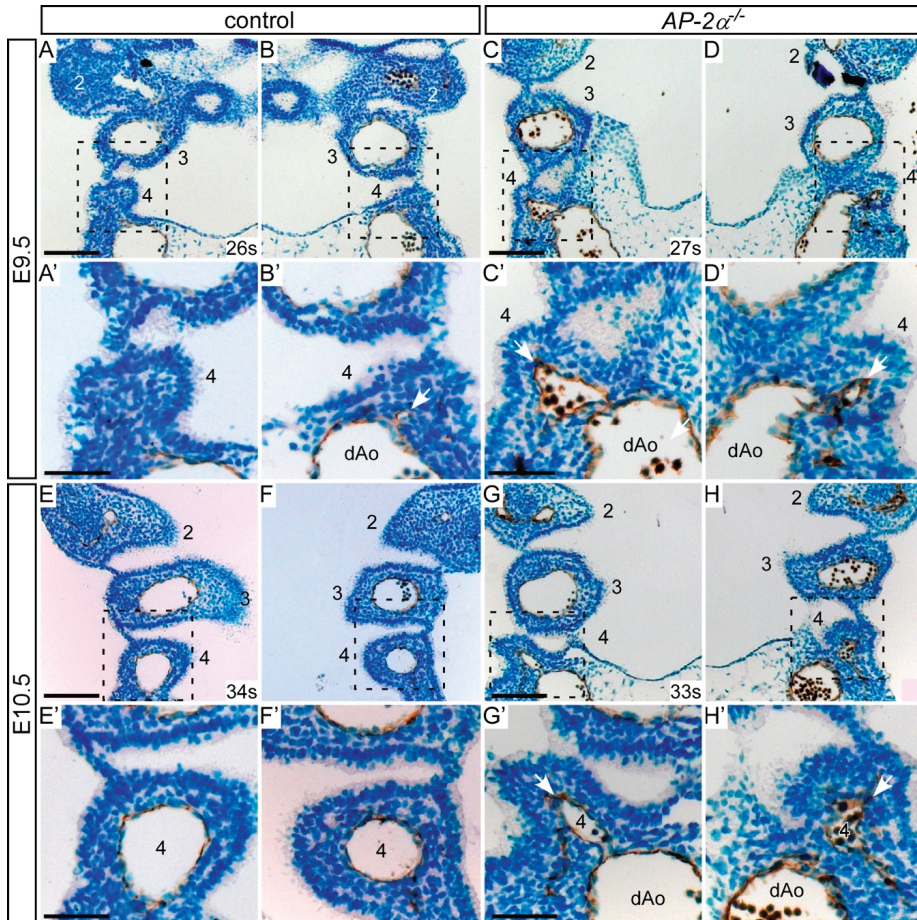 control AP-2α-/-
E9.5
A B C D
2 2 2 2
3 3 3 3
4 4 4 4
26s 27s
A' B' C' D'
4 4 4 4
dAo dAo dAo
E10.5
E F G H
2 2 2 2
3 3 3 3
4 4 4 4
34s 33s
E' F' G' H'
4 4 4 4
dAo dAo